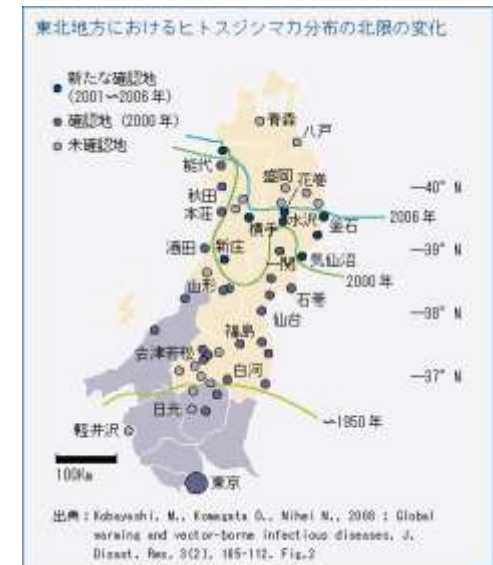 東北地方におけるヒトスジシマカ分布の北限の変化
新たな確認地
(2001〜2006年)
確認地 (2000年)
未確認地
青森
八戸
能代
盛岡
花巻
秋田
—40° N
本荘
横手
水沢
釜石
2006年
酒田
新庄
一関
気仙沼
—39° N
2000年
山形
石巻
仙台
—38° N
福島
会津若松
白河
—37° N
日光
〜1950年
軽井沢
100Km
東京
出典：Kobayashi, M., Komagata O., Nihei N., 2008 : Global
warming and vector-borne infectious diseases, J.
Disast. Res, 3(2), 105-112, Fig.2